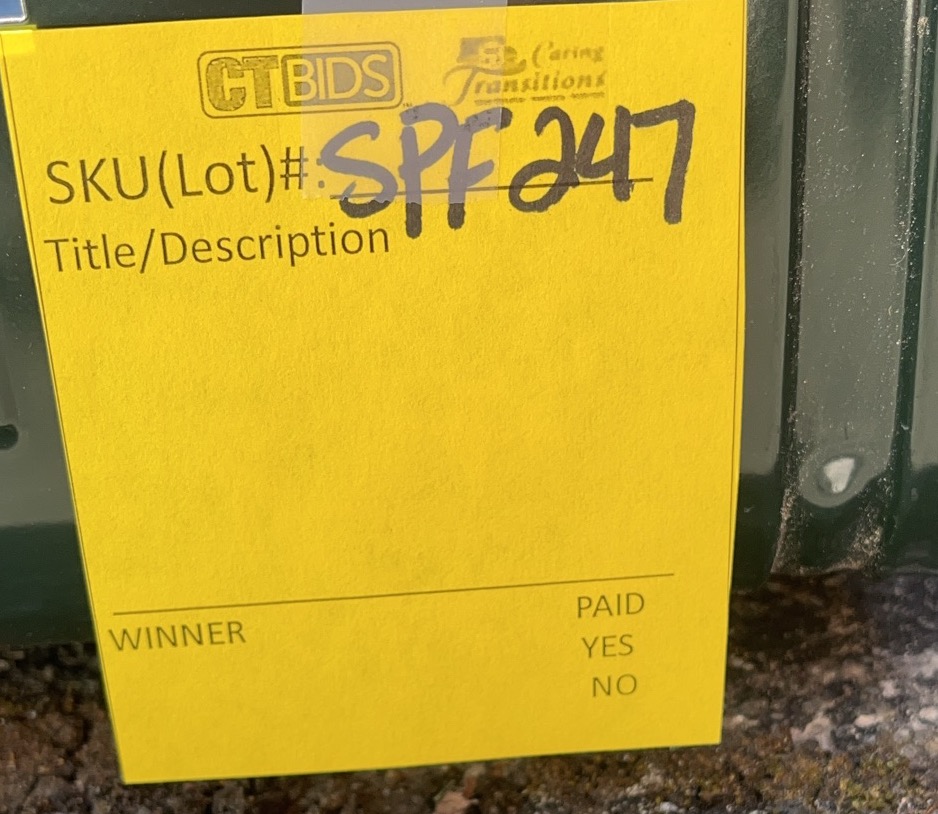 CTBIDS
Caring
Transitions
SKU(Lot)#: SPF247
Title/Description
WINNER
PAID
YES
NO